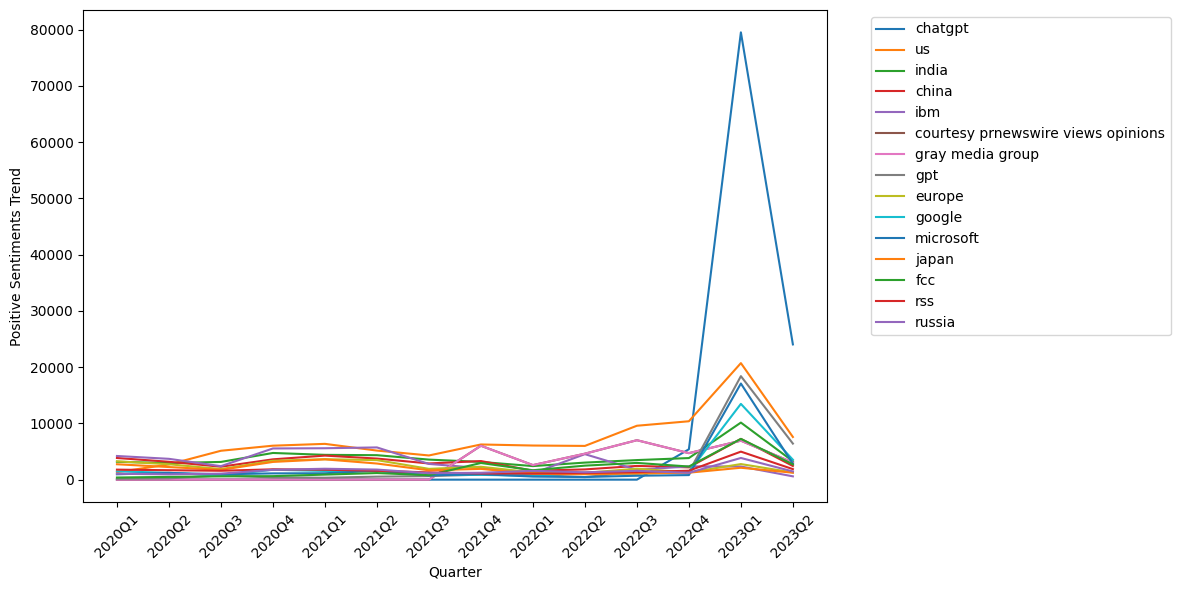 80000
70000
60000
50000
40000
30000
20000
10000
0
Positive Sentiments Trend
2020Q1
2020Q2
2020Q3
2020Q4
2021Q1
2021Q2
2021Q3
2021Q4
2022Q1
2022Q2
2022Q3
2022Q4
2023Q1
2023Q2
Quarter
chatgpt
us
india
china
ibm
courtesy prnewswire views opinions
gray media group
gpt
europe
google
microsoft
japan
fcc
rss
russia